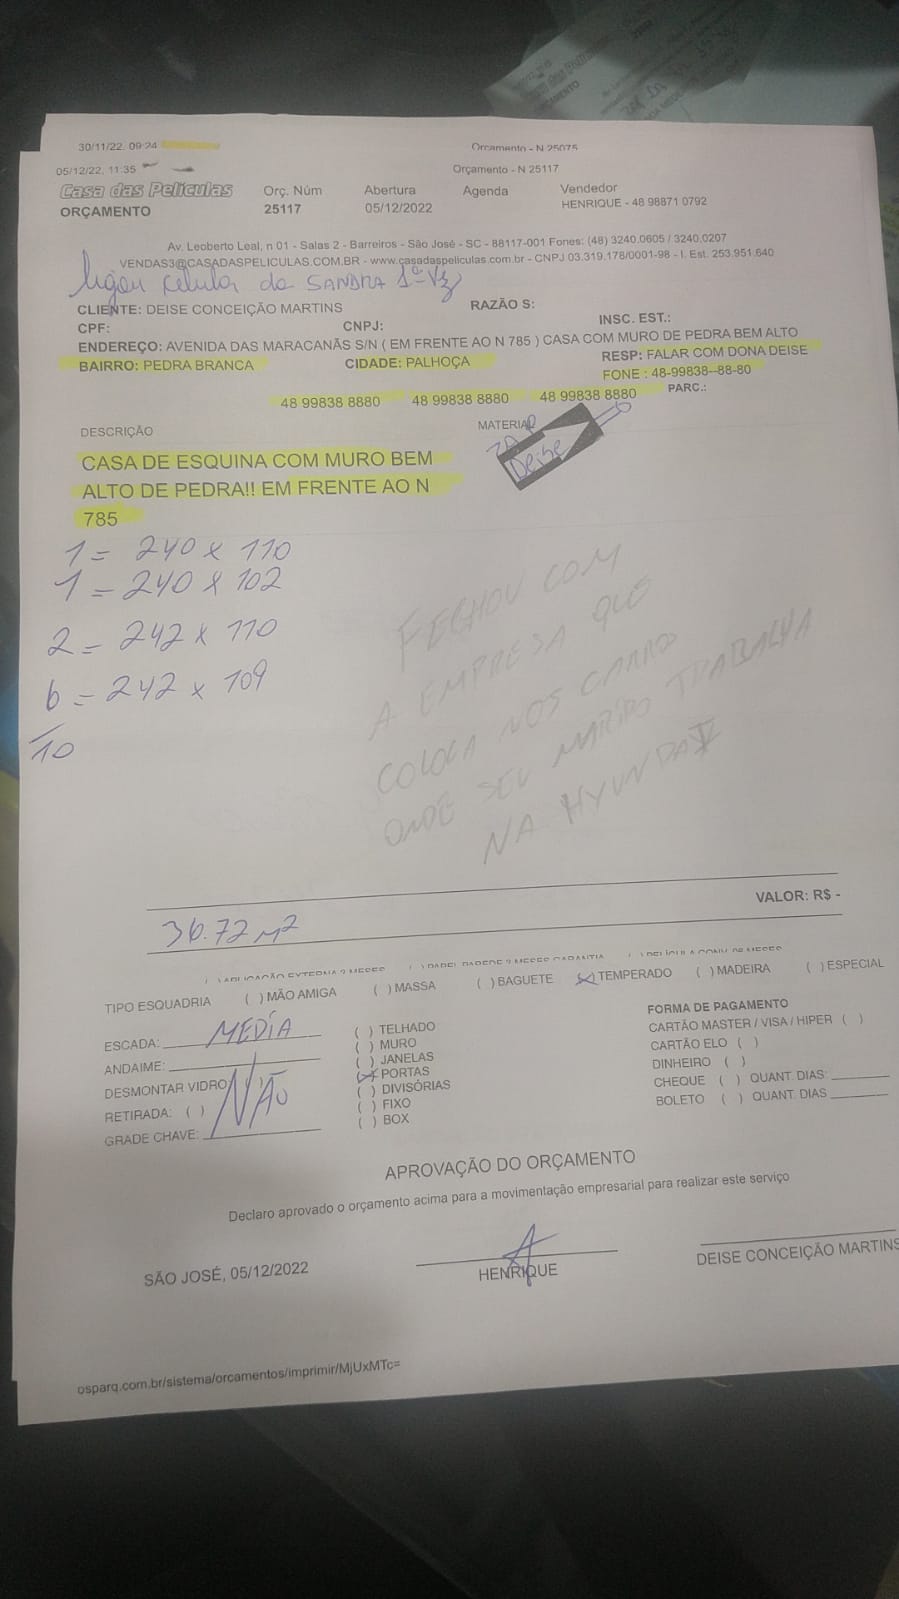 30/11/22, 09:24 Orçamento - N 25075
05/12/22, 11:35 Orçamento - N 25117
Casa das Películas Orç. Núm Abertura Agenda Vendedor
ORÇAMENTO 25117 05/12/2022 HENRIQUE - 48 98871 0792
Av. Leoberto Leal, n 01 - Salas 2 - Barreiros - São José - SC - 88117-001 Fones: (48) 3240.0605 / 3240.0207
VENDAS3@CASADASPELICULAS.COM.BR - www.casadaspeliculas.com.br - CNPJ 03.319.178/0001-98 - I. Est. 253.951.640
ligou celular da SANDRA 1ª Vz
CLIENTE: DEISE CONCEIÇÃO MARTINS RAZÃO S:
CPF: CNPJ: INSC. EST.:
ENDEREÇO: AVENIDA DAS MARACANÃS S/N ( EM FRENTE AO N 785 ) CASA COM MURO DE PEDRA BEM ALTO
BAIRRO: PEDRA BRANCA CIDADE: PALHOÇA RESP: FALAR COM DONA DEISE
FONE : 48-99838--88-80
48 99838 8880 48 99838 8880 48 99838 8880 PARC.:
DESCRIÇÃO MATERIAL
Deise
CASA DE ESQUINA COM MURO BEM
ALTO DE PEDRA!! EM FRENTE AO N
785
1 = 240 x 110
1 = 240 x 102
2 = 242 x 110
6 = 242 x 109
10
FECHOU COM
A EMPRESA QUE
COLOCA NOS CARRO
ONDE SEU MARIDO TRABALHA
NA HYUNDAI
VALOR: R$ -
36.72 M2
( ) APLICAÇÃO EXTERNA 3 MESES ( ) PAPEL PAREDE 3 MESES GARANTIA
TIPO ESQUADRIA ( ) MÃO AMIGA ( ) MASSA ( ) BAGUETE (X) TEMPERADO ( ) MADEIRA ( ) ESPECIAL
ESCADA: MEDIA
ANDAIME:
DESMONTAR VIDRO ( )
RETIRADA: ( ) NÃO
GRADE CHAVE:
( ) TELHADO
( ) MURO
( ) JANELAS
(X) PORTAS
( ) DIVISÓRIAS
( ) FIXO
( ) BOX
FORMA DE PAGAMENTO
CARTÃO MASTER / VISA / HIPER ( )
CARTÃO ELO ( )
DINHEIRO ( )
CHEQUE ( ) QUANT. DIAS:
BOLETO ( ) QUANT. DIAS
APROVAÇÃO DO ORÇAMENTO
Declaro aprovado o orçamento acima para a movimentação empresarial para realizar este serviço
SÃO JOSÉ, 05/12/2022 HENRIQUE DEISE CONCEIÇÃO MARTINS
osparq.com.br/sistema/orcamentos/imprimir/MjUxMTc=